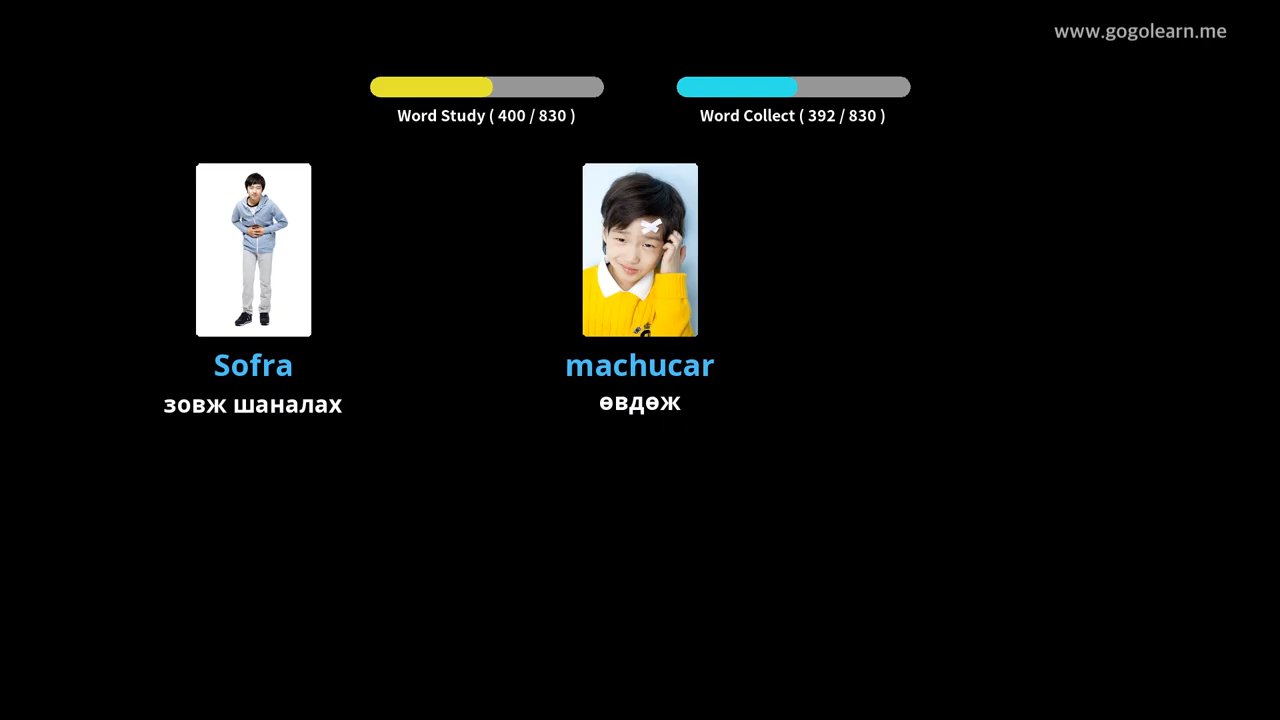 www.gogolearn.me
Word Study ( 400 / 830 )
Word Collect ( 392 / 830 )
Sofra
machucar
зовж шаналах
өвдөж